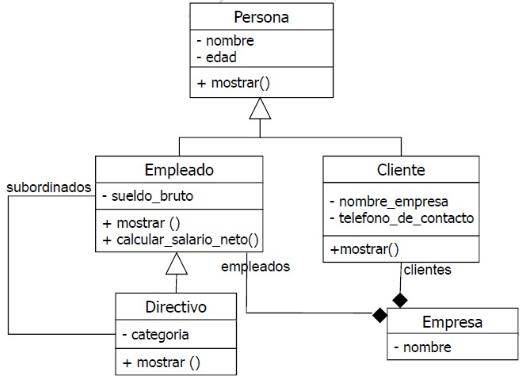 Persona
- nombre
- edad
+ mostrar()
Empleado
- sueldo_bruto
+ mostrar ()
+ calcular_salario_neto()
Cliente
- nombre_empresa
- telefono_de_contacto
+mostrar()
subordinados
empleados
clientes
Directivo
- categoria
+ mostrar ()
Empresa
- nombre